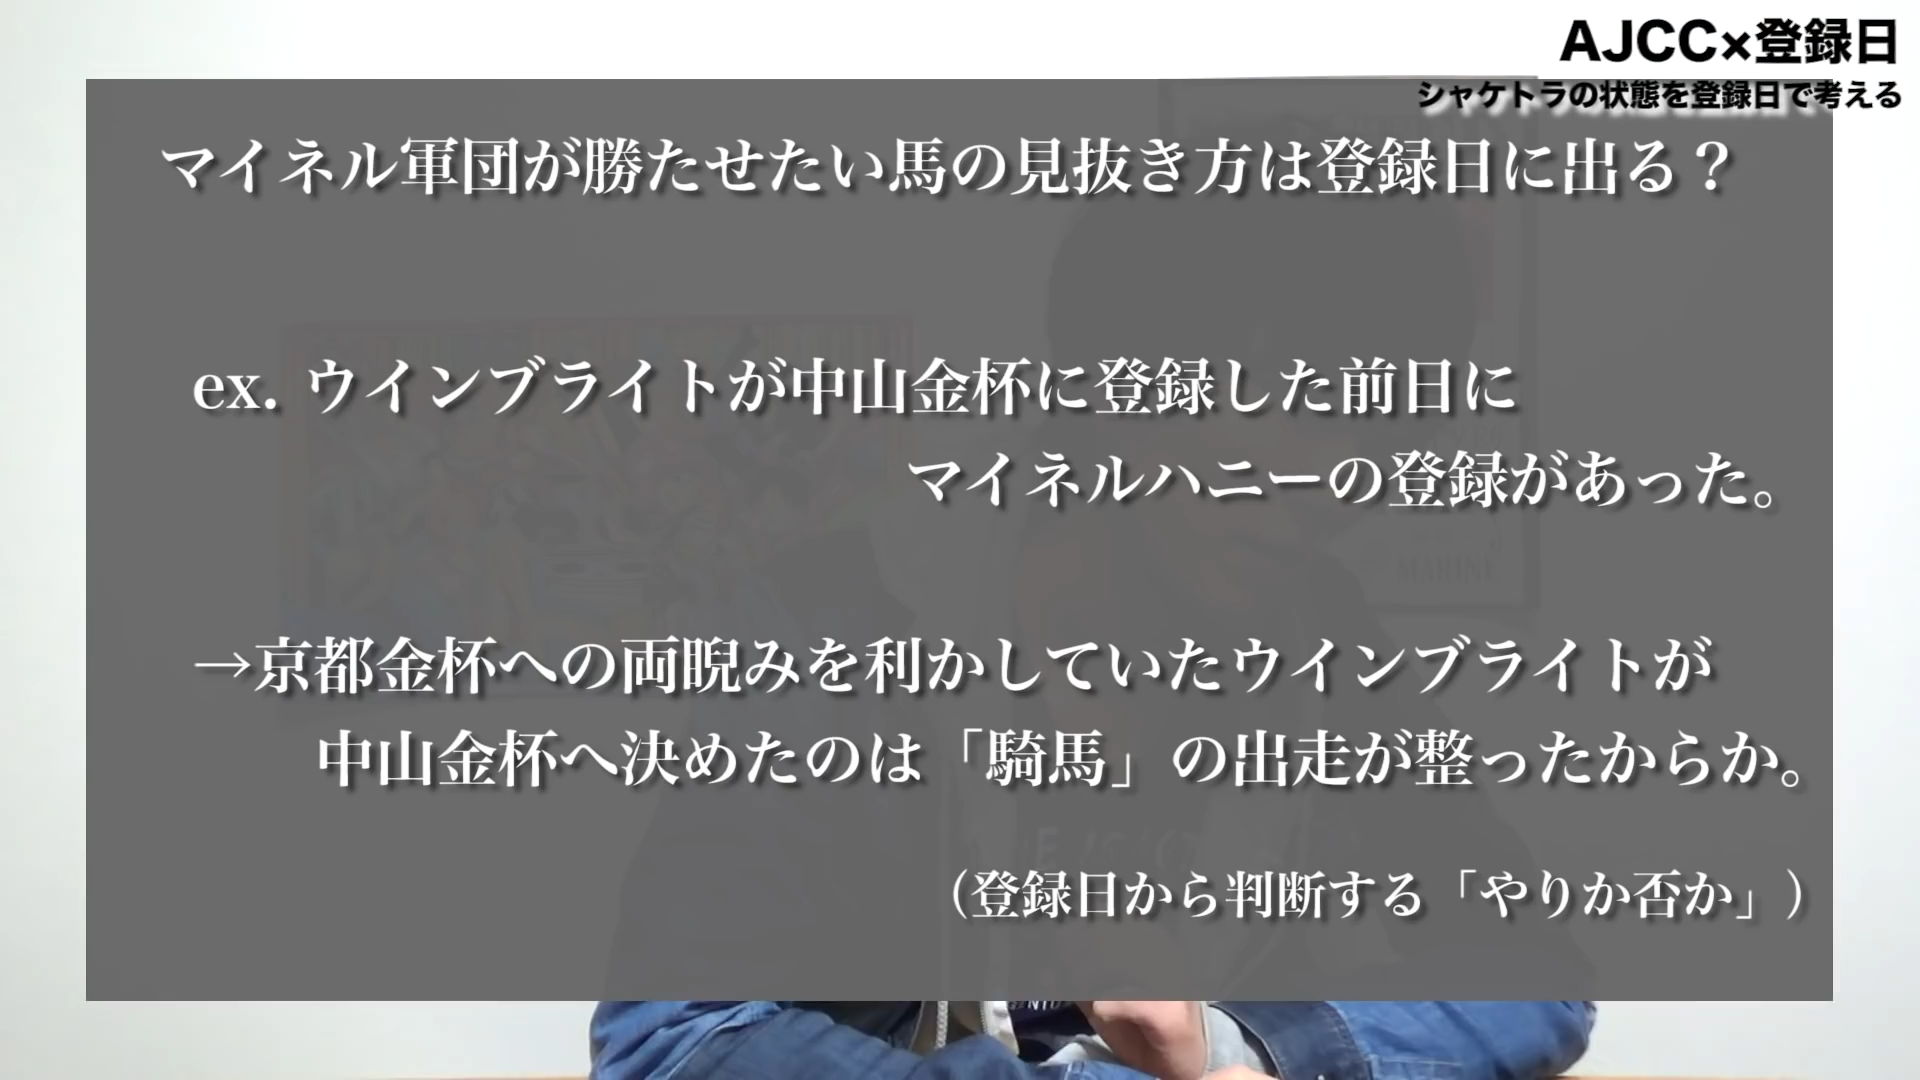 AJCC×登録日
シャケトラの状態を登録日で考える
マイネル軍団が勝たせたい馬の見抜き方は登録日に出る？
ex. ウインブライトが中山金杯に登録した前日に
マイネルハニーの登録があった。
→京都金杯への両睨みを利かしていたウインブライトが
中山金杯へ決めたのは「騎馬」の出走が整ったからか。
（登録日から判断する「やりか否か」）